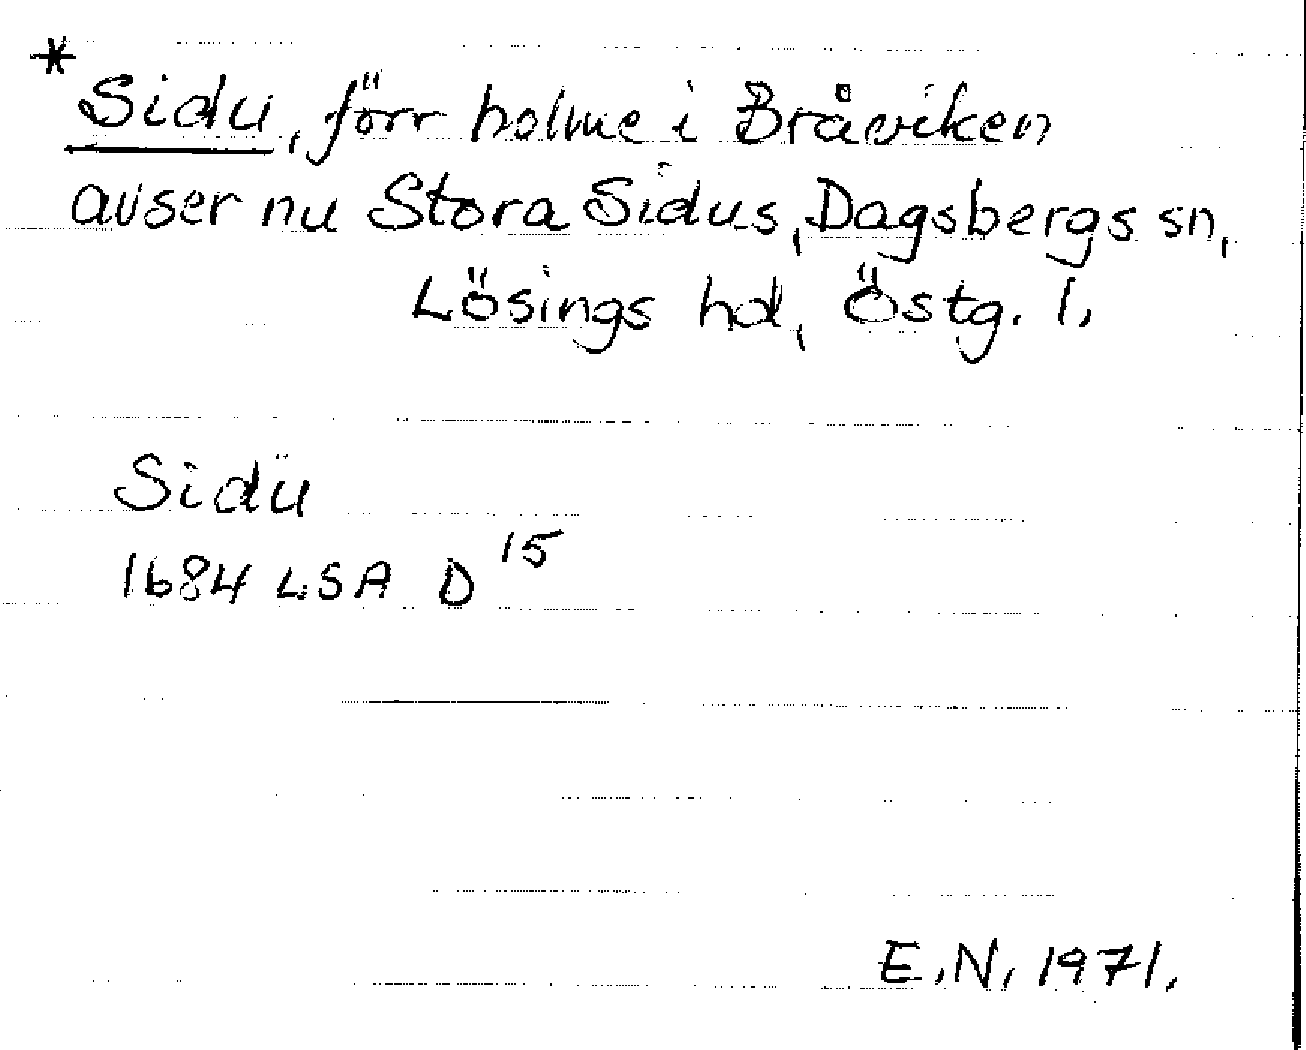 *
Sidu, förr holme i Bråviken
avser nu Stora Sidus, Dagsbergs sn,
Lösings hd, Östg. l.
Sidü
1684 LSA D 15
E.N. 1971.